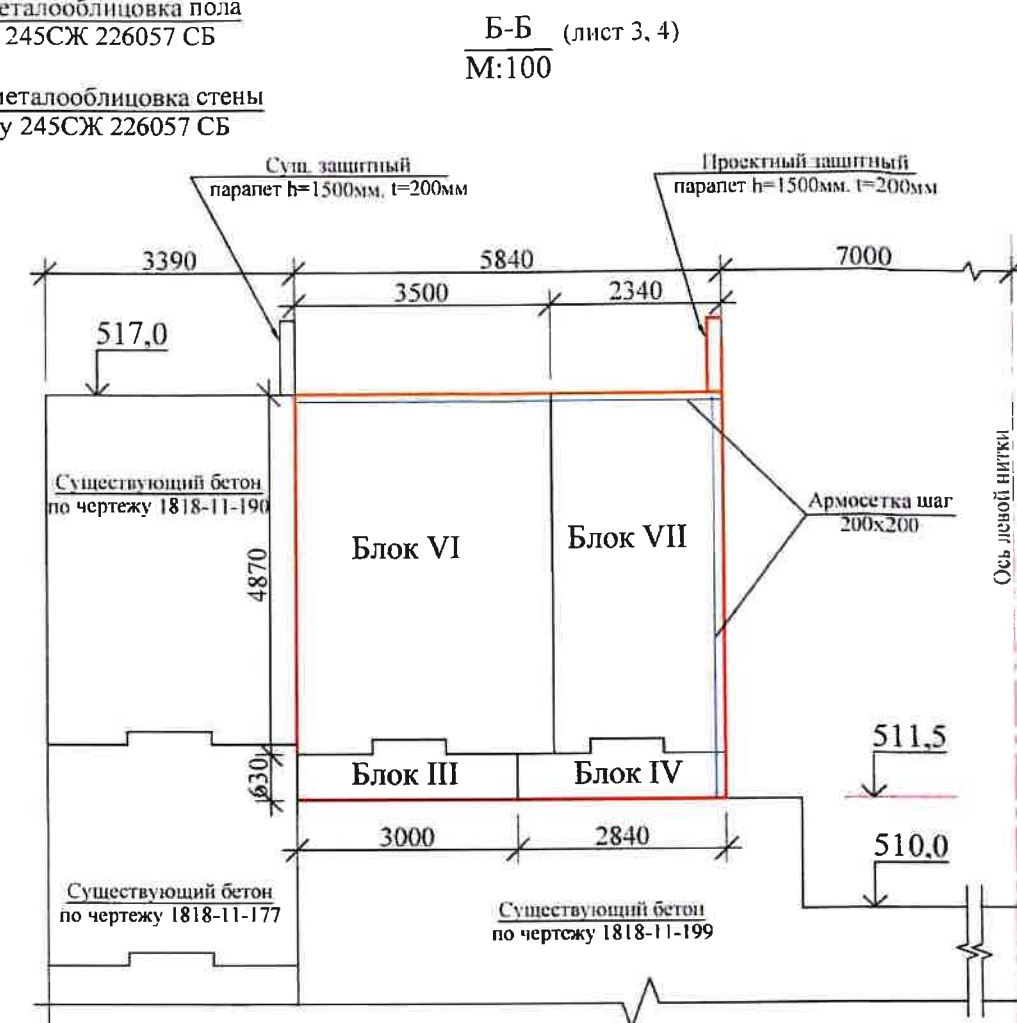 еталооблицовка пола
245СЖ 226057 СБ
металооблицовка стены
у 245СЖ 226057 СБ
Б-Б (лист 3, 4)
М:100
Сущ. защитный
парапет h=1500мм. t=200мм
Проектный защитный
парапет h=1500мм. t=200мм
3390
5840
7000
3500
2340
517,0
Существующий бетон
по чертежу 1818-11-190
Блок VI
Блок VII
Армосетка шаг
200х200
Ось левой нитки
4870
630
Блок III
Блок IV
511,5
3000
2840
510,0
Существующий бетон
по чертежу 1818-11-177
Существующий бетон
по чертежу 1818-11-199